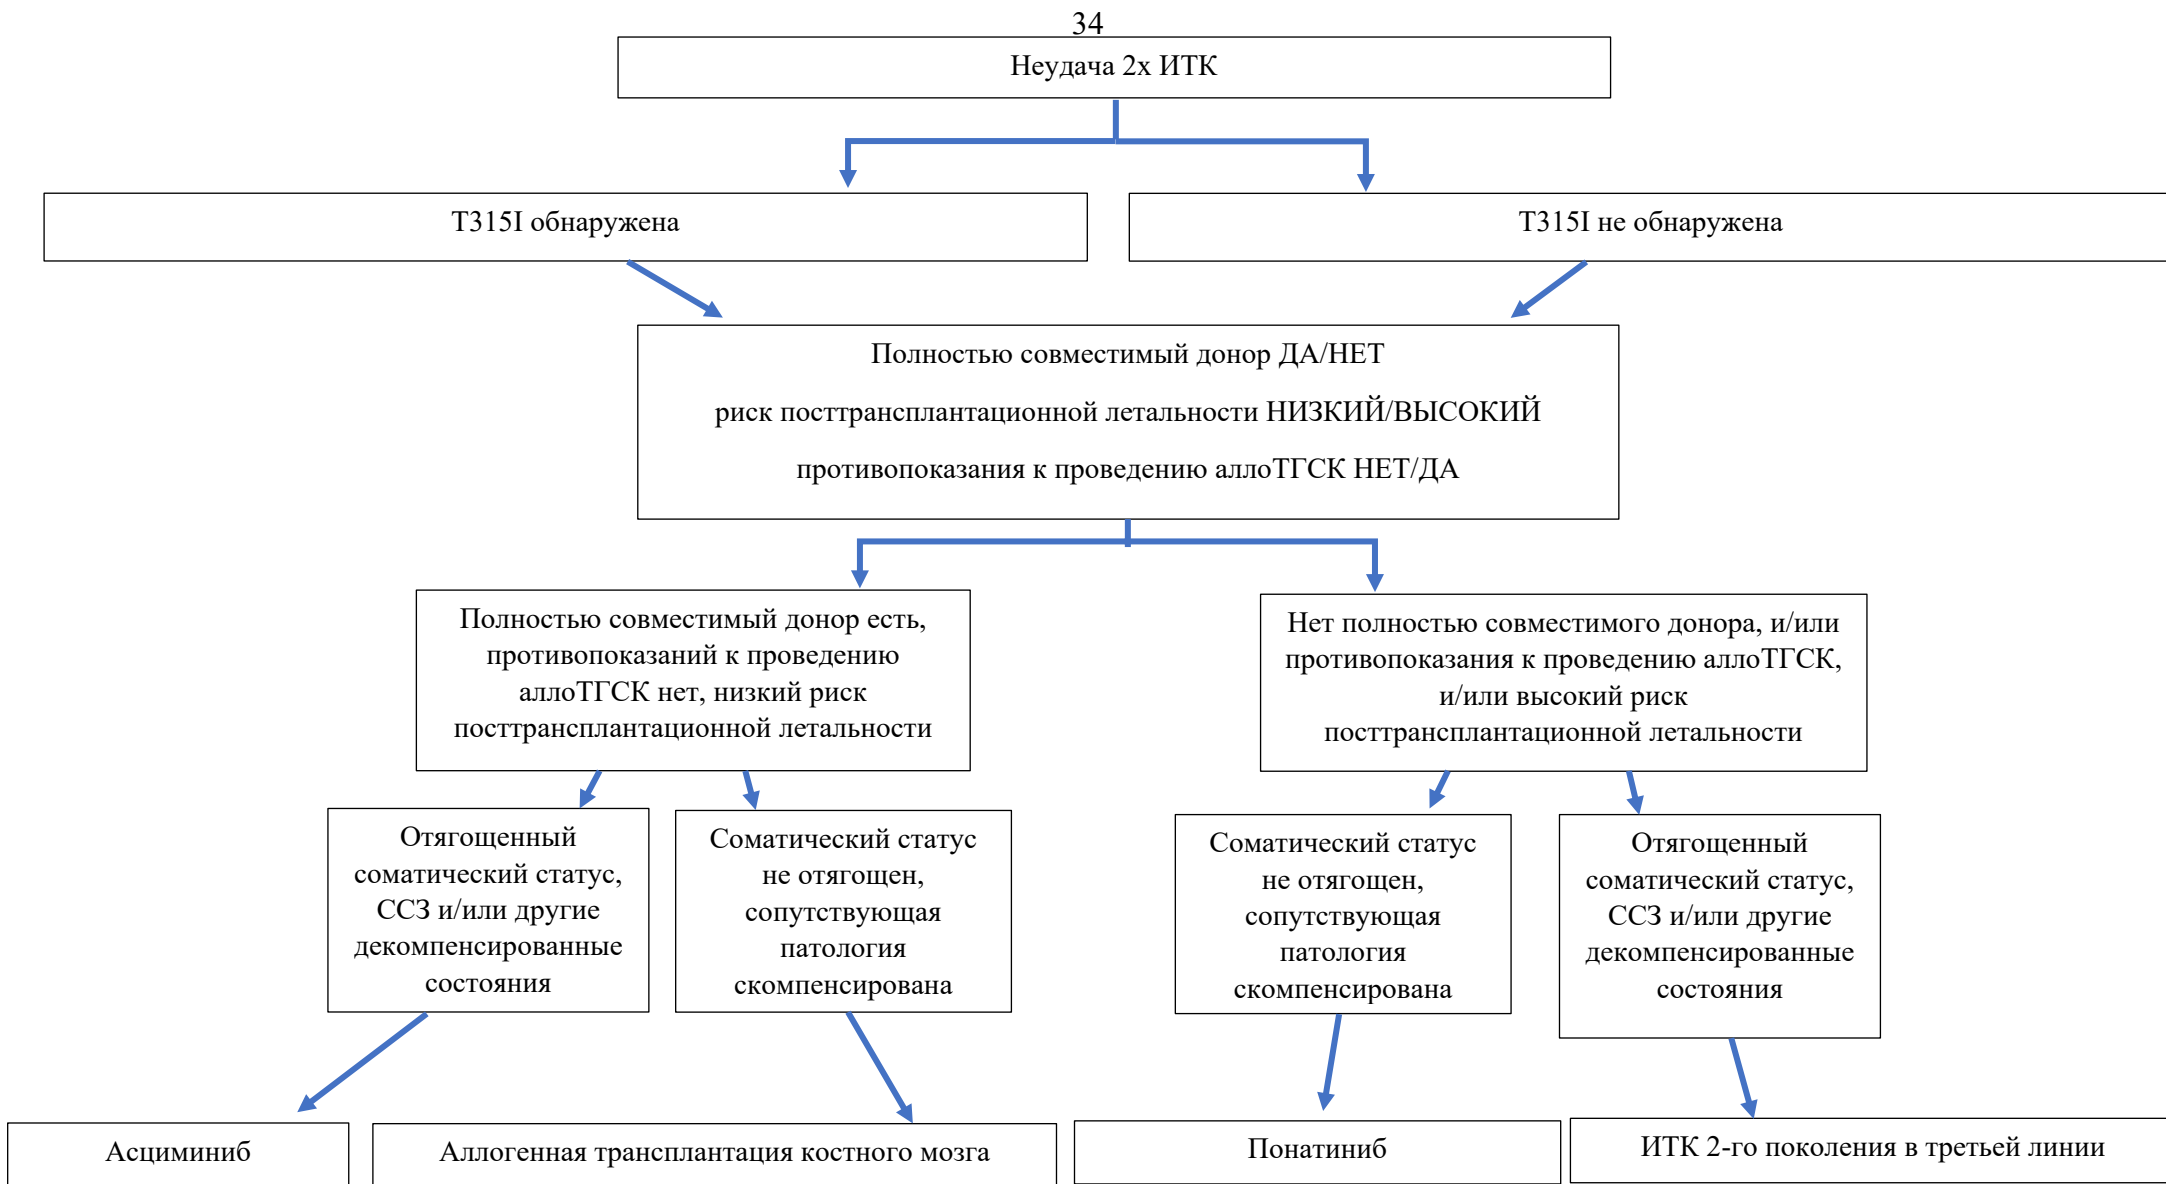 34
Неудача 2х ИТК
T315I обнаружена
T315I не обнаружена
Полностью совместимый донор ДА/НЕТ
риск посттрансплантационной летальности НИЗКИЙ/ВЫСОКИЙ
противопоказания к проведению аллоТГСК НЕТ/ДА
Полностью совместимый донор есть,
противопоказаний к проведению
аллоТГСК нет, низкий риск
посттрансплантационной летальности
Нет полностью совместимого донора, и/или
противопоказания к проведению аллоТГСК,
и/или высокий риск
посттрансплантационной летальности
Отягощенный
соматический статус,
ССЗ и/или другие
декомпенсированные
состояния
Соматический статус
не отягощен,
сопутствующая
патология
скомпенсирована
Соматический статус
не отягощен,
сопутствующая
патология
скомпенсирована
Отягощенный
соматический статус,
ССЗ и/или другие
декомпенсированные
состояния
Асциминиб
Аллогенная трансплантация костного мозга
Понатиниб
ИТК 2-го поколения в третьей линии